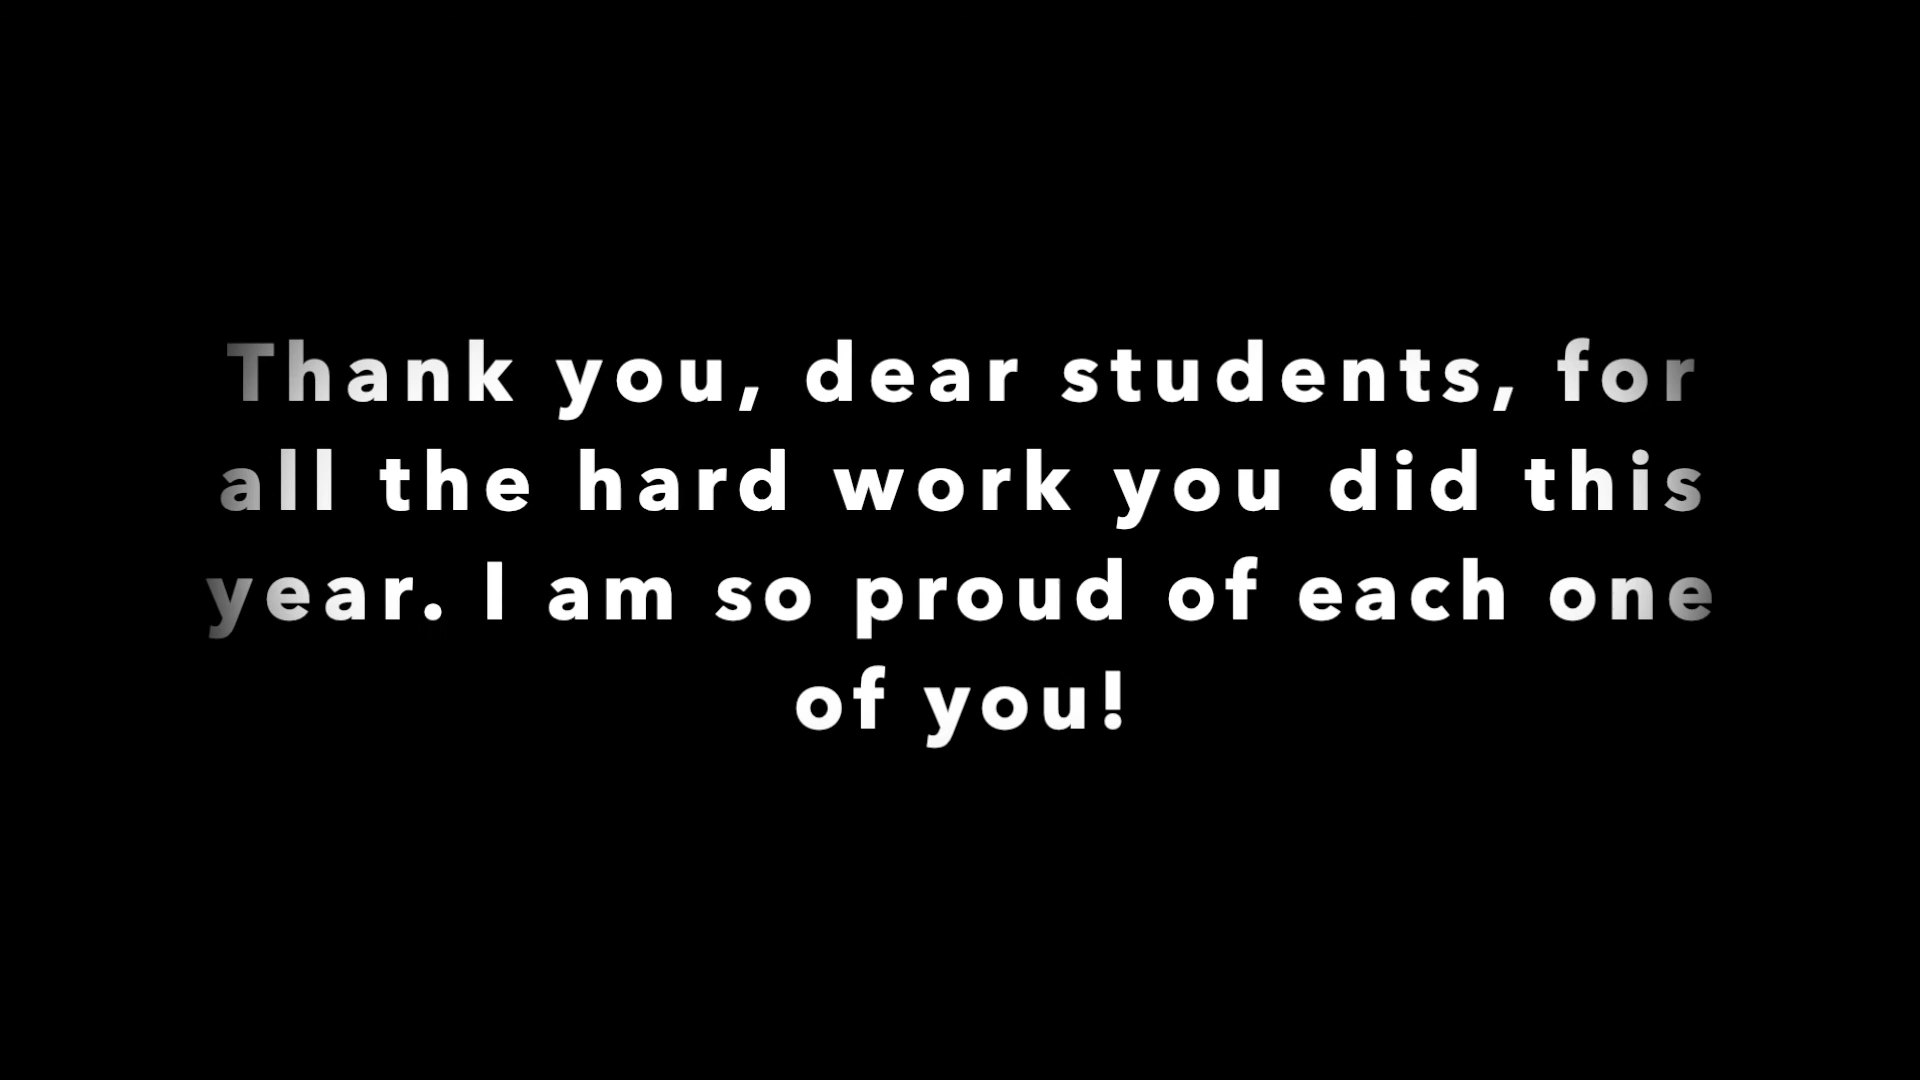 Thank you, dear students, for
all the hard work you did this
year. I am so proud of each one
of you!